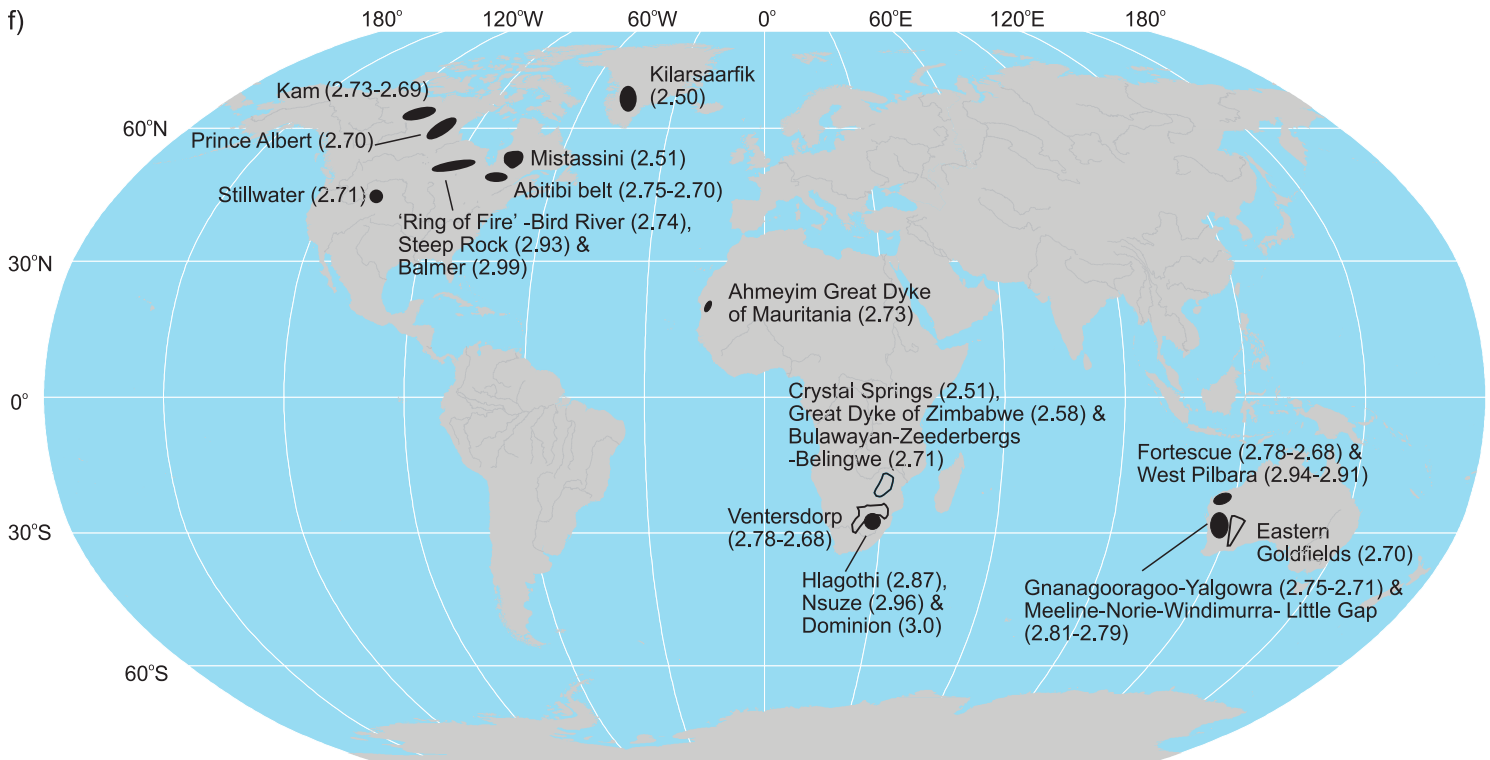 f)
180°
120°W
60°W
0°
60°E
120°E
180°
Kam (2.73-2.69)
Kilarsaarfik
(2.50)
60°N
Prince Albert (2.70)
Mistassini (2.51)
Stillwater (2.71)
Abitibi belt (2.75-2.70)
‘Ring of Fire’ -Bird River (2.74),
Steep Rock (2.93) &
Balmer (2.99)
30°N
Ahmeyim Great Dyke
of Mauritania (2.73)
0°
Crystal Springs (2.51),
Great Dyke of Zimbabwe (2.58) &
Bulawayan-Zeederbergs
-Belingwe (2.71)
Fortescue (2.78-2.68) &
West Pilbara (2.94-2.91)
Ventersdorp
(2.78-2.68)
30°S
Eastern
Goldfields (2.70)
Hlagothi (2.87),
Nsuze (2.96) &
Dominion (3.0)
Gnanagooragoo-Yalgowra (2.75-2.71) &
Meeline-Norie-Windimurra- Little Gap
(2.81-2.79)
60°S